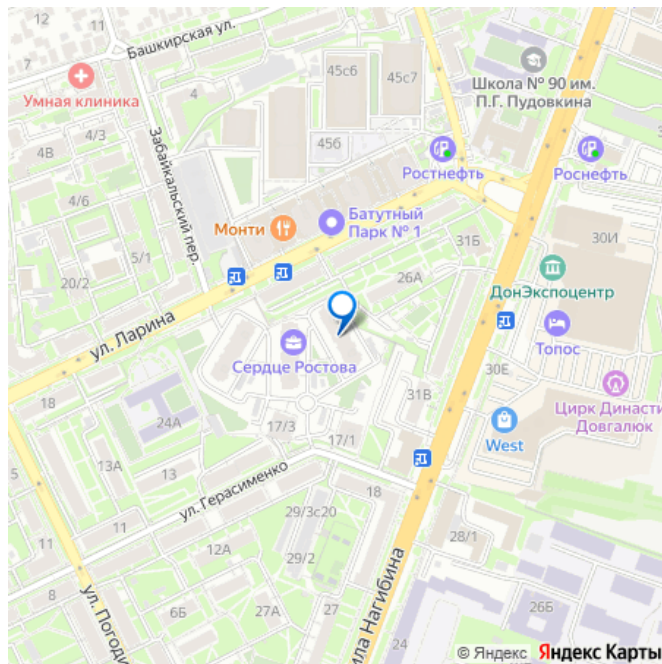 12
11
Башкирская ул.
7
Умная клиника
4
45с6
45с7
Школа № 90 им.
П.Г. Пудовкина
4/3
4В
Забайкальский пер.
45б
Ростнефть
Роснефть
4/6
Монти
Батутный
Парк № 1
31Б
30И
5/1
20/2
26А
ДонЭкспоцентр
ул. Ларина
Сердце Ростова
Топос
30Е
31В
Цирк Династи
Довгалюк
18
24А
17/3
17/1
West
5
13А
13
ул. Герасименко
18
11
29/3с20
28/1
12А
29/2
8
ул. Погоди
6Б
27А
27
24
ила Нагибина
26Б
© Яндекс Яндекс Карты